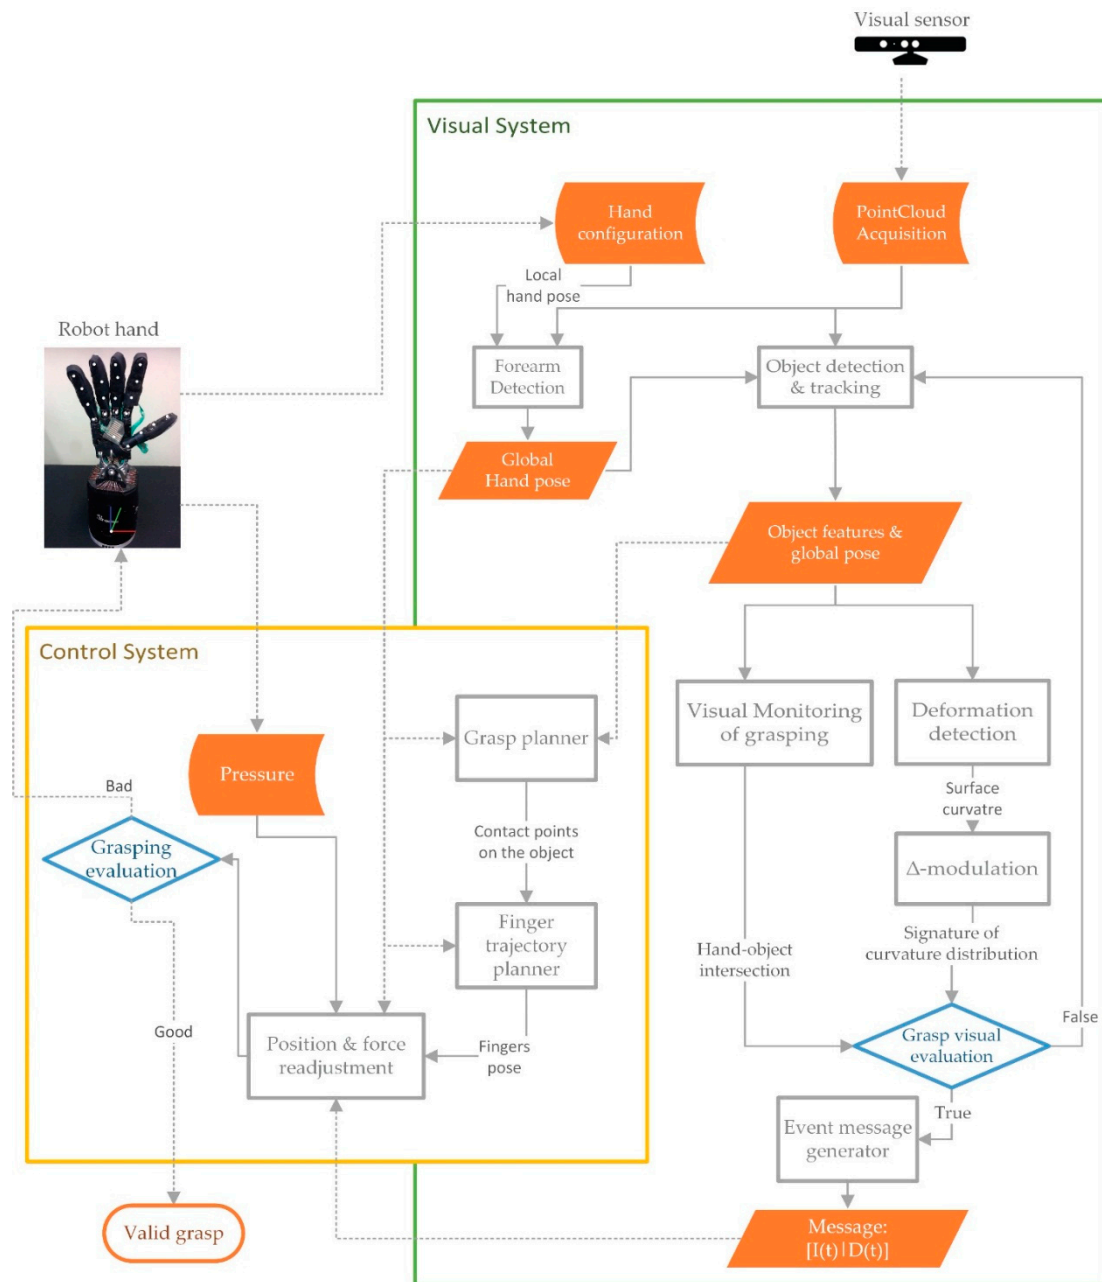 Visual sensor
Visual System
Hand
configuration
PointCloud
Acquisition
Local
hand pose
Robot hand
Forearm
Detection
Object detection
& tracking
Global
Hand pose
Object features &
global pose
Control System
Visual Monitoring
of grasping
Deformation
detection
Grasp planner
Pressure
Bad
Surface
curvatre
Contact points
on the object
Grasping
evaluation
Δ-modulation
Finger
trajectory
planner
Signature of
curvature distribution
Hand-object
intersection
Good
Position & force
readjustment
Fingers
pose
Grasp visual
evaluation
False
True
Event message
generator
Valid grasp
Message:
[I(t)|D(t)]